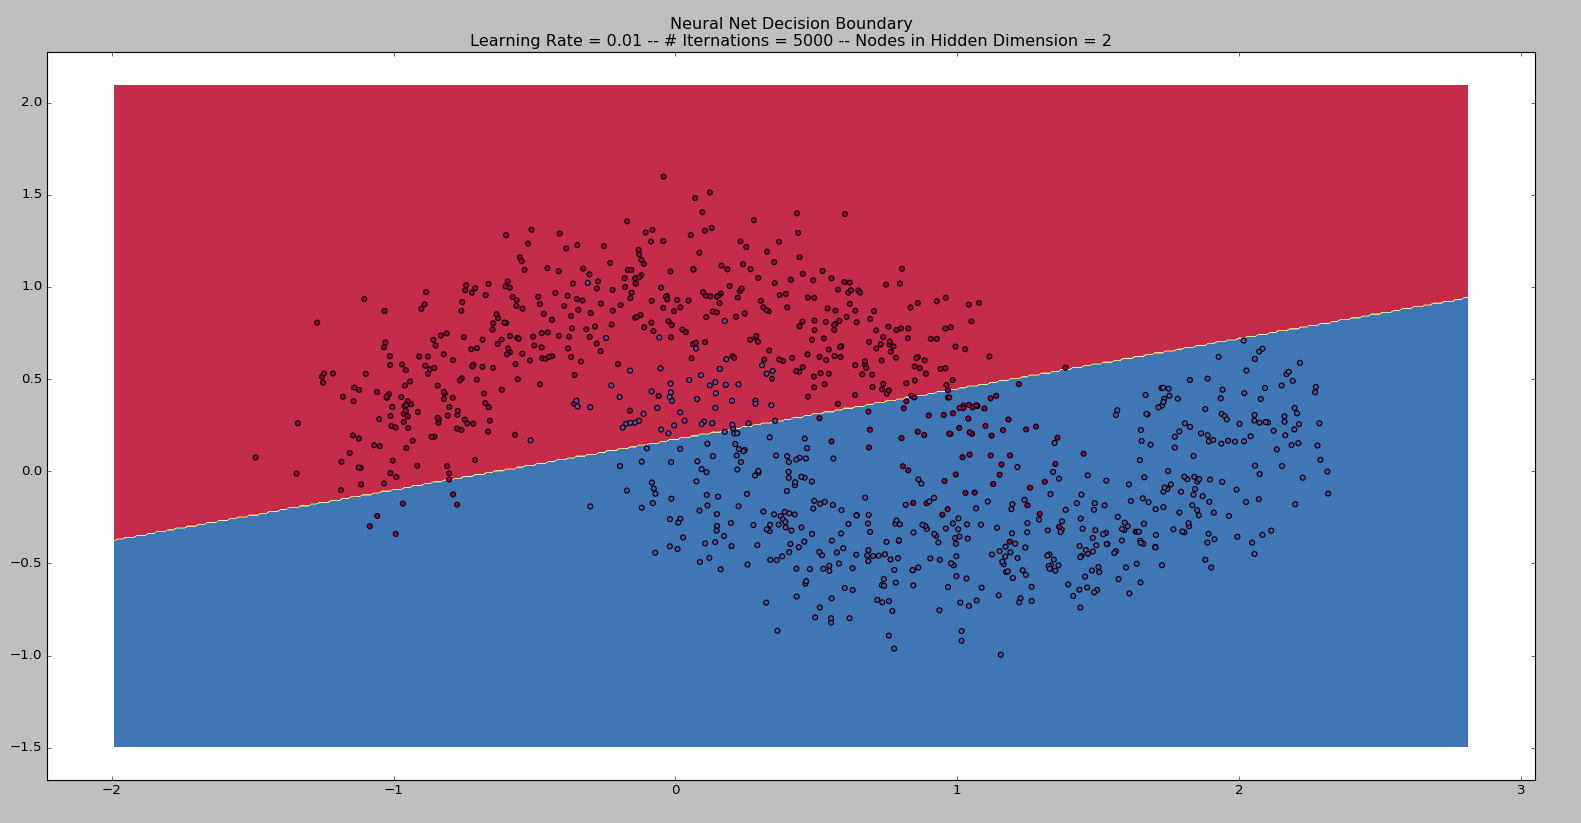 Neural Net Decision Boundary
Learning Rate = 0.01 -- # Iternations = 5000 -- Nodes in Hidden Dimension = 2
2.0
1.5
1.0
0.5
0.0
−0.5
−1.0
−1.5
−2 −1 0 1 2 3